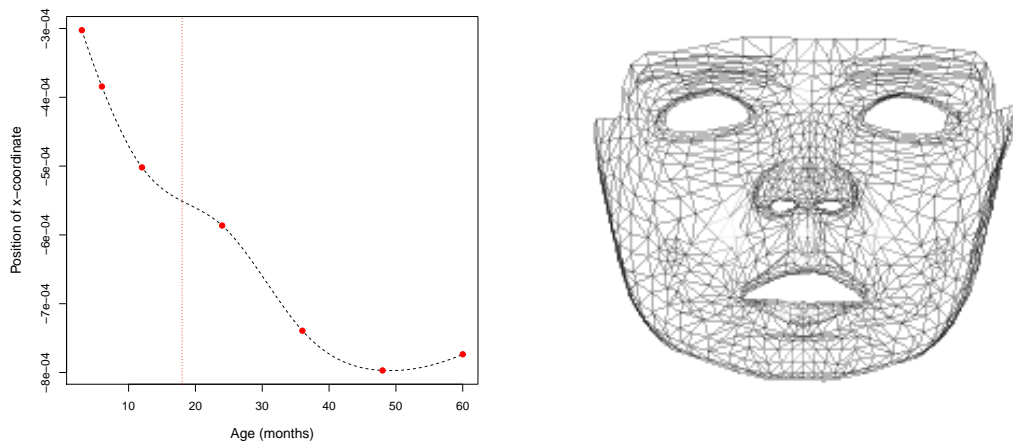 -3e-04
-4e-04
-5e-04
-6e-04
-7e-04
-8e-04
Position of x-coordinate
10 20 30 40 50 60
Age (months)